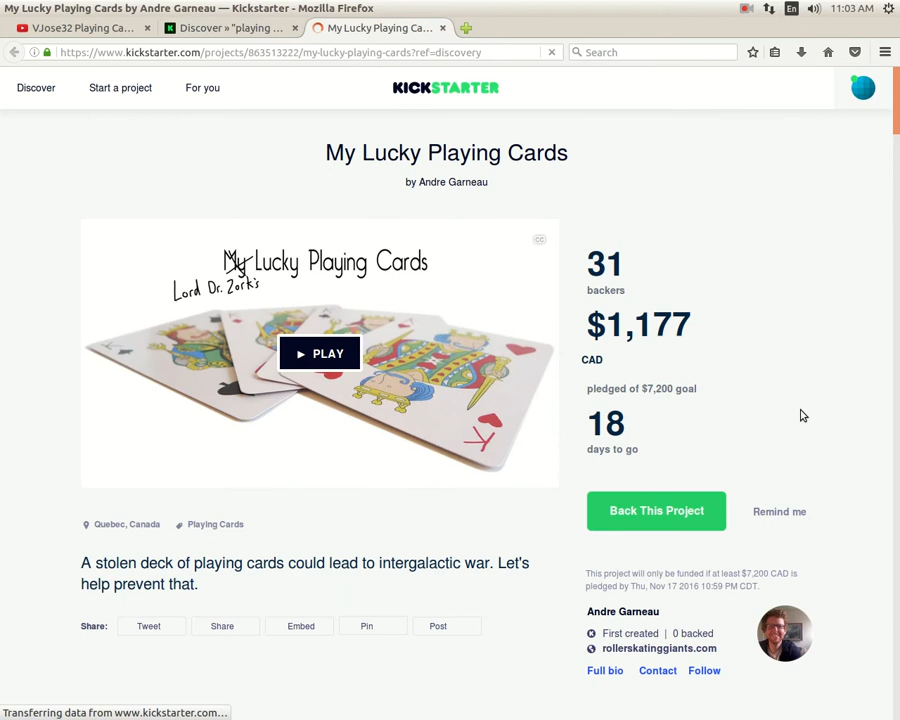 My Lucky Playing Cards by Andre Garneau — Kickstarter - Mozilla Firefox
En
11:03 AM
VJose32 Playing Ca...
Discover » "playing ...
My Lucky Playing Ca...
https://www.kickstarter.com/projects/863513222/my-lucky-playing-cards?ref=discovery
Search
Discover
Start a project
For you
KICKSTARTER
My Lucky Playing Cards
by Andre Garneau
CC
My Lucky Playing Cards
Lord Dr. Zork's
PLAY
K
31
backers
$1,177
CAD
pledged of $7,200 goal
18
days to go
Back This Project
Remind me
Quebec, Canada
Playing Cards
A stolen deck of playing cards could lead to intergalactic war. Let's
help prevent that.
Share:
Tweet
Share
Embed
Pin
Post
This project will only be funded if at least $7,200 CAD is
pledged by Thu, Nov 17 2016 10:59 PM CDT.
Andre Garneau
First created | 0 backed
rollerskatinggiants.com
Full bio
Contact
Follow
Transferring data from www.kickstarter.com...